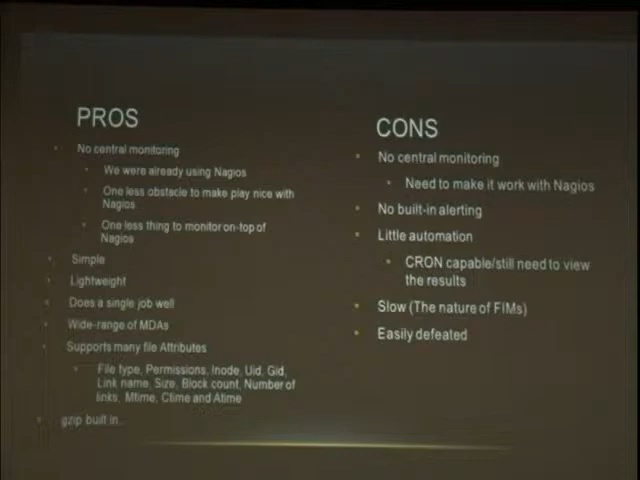 PROS
No central monitoring
We were already using Nagios
One less obstacle to make play nice with
Nagios
One less thing to monitor on-top of
Nagios
Simple
Lightweight
Does a single job well
Wide-range of MDAs
Supports many file Attributes
File type, Permissions, Inode, Uid, Gid,
Link name, Size, Block count, Number of
links, Mtime, Ctime and Atime
gzip built in.
CONS
No central monitoring
Need to make it work with Nagios
No built-in alerting
Little automation
CRON capable/still need to view
the results
Slow (The nature of FIMs)
Easily defeated